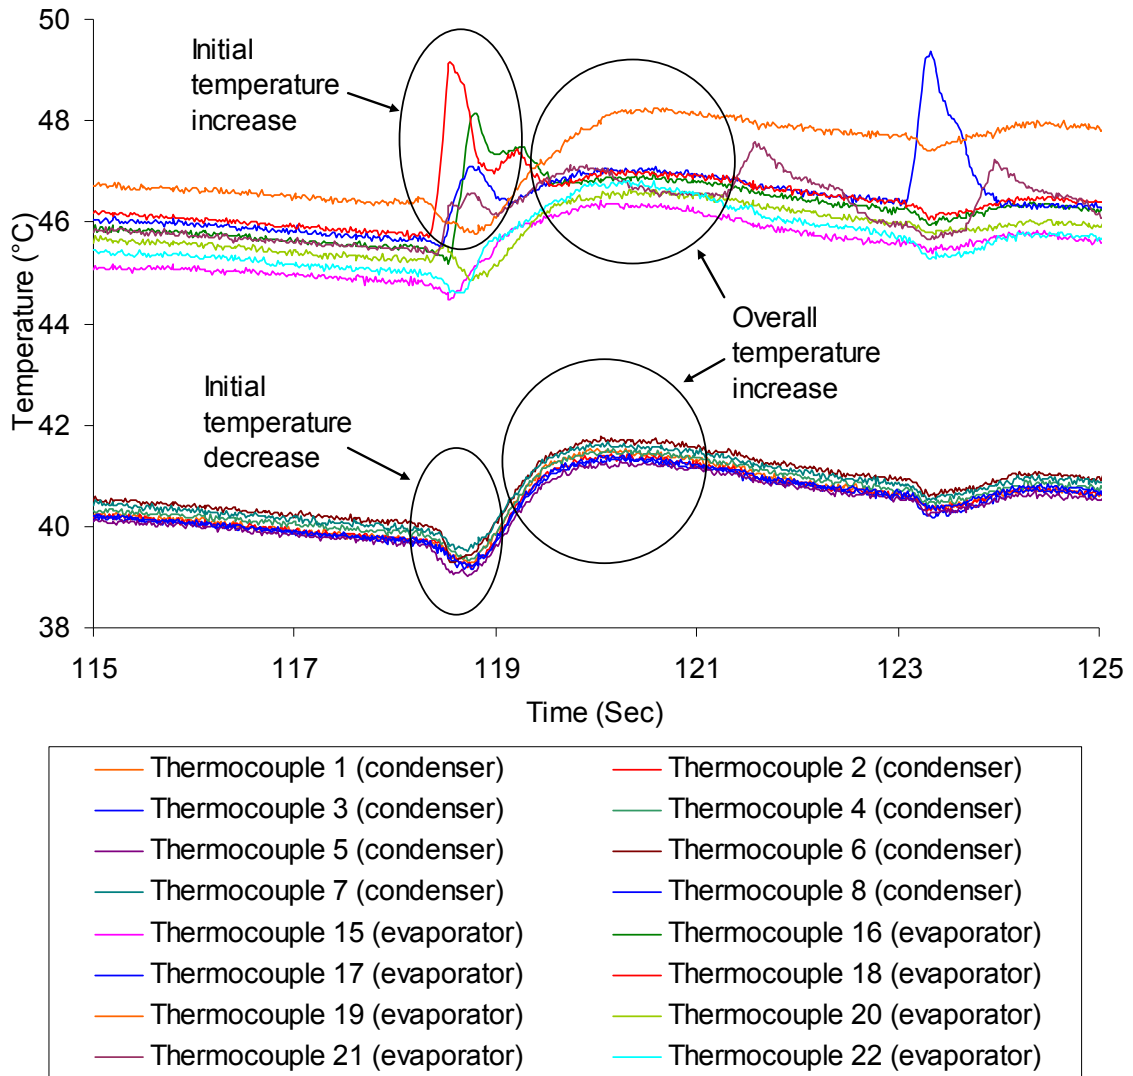 50
48
46
44
42
40
38
Temperature (°C)
Initial
temperature
increase
Overall
temperature
increase
Initial
temperature
decrease
115
117
119
121
123
125
Time (Sec)
Thermocouple 1 (condenser)
Thermocouple 2 (condenser)
Thermocouple 3 (condenser)
Thermocouple 4 (condenser)
Thermocouple 5 (condenser)
Thermocouple 6 (condenser)
Thermocouple 7 (condenser)
Thermocouple 8 (condenser)
Thermocouple 15 (evaporator)
Thermocouple 16 (evaporator)
Thermocouple 17 (evaporator)
Thermocouple 18 (evaporator)
Thermocouple 19 (evaporator)
Thermocouple 20 (evaporator)
Thermocouple 21 (evaporator)
Thermocouple 22 (evaporator)